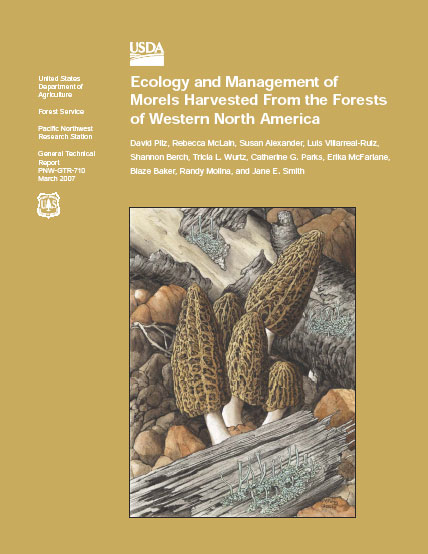 USDA
United States
Department of
Agriculture
Forest Service
Pacific Northwest
Research Station
General Technical
Report
PNW-GTR-710
March 2007
UAS
Ecology and Management of
Morels Harvested From the Forests
of Western North America
David Pilz, Rebecca McLain, Susan Alexander, Luis Villarreal-Ruiz,
Shannon Berch, Tricia L. Wurtz, Catherine G. Parks, Erika McFarlane,
Blaze Baker, Randy Molina, and Jane E. Smith